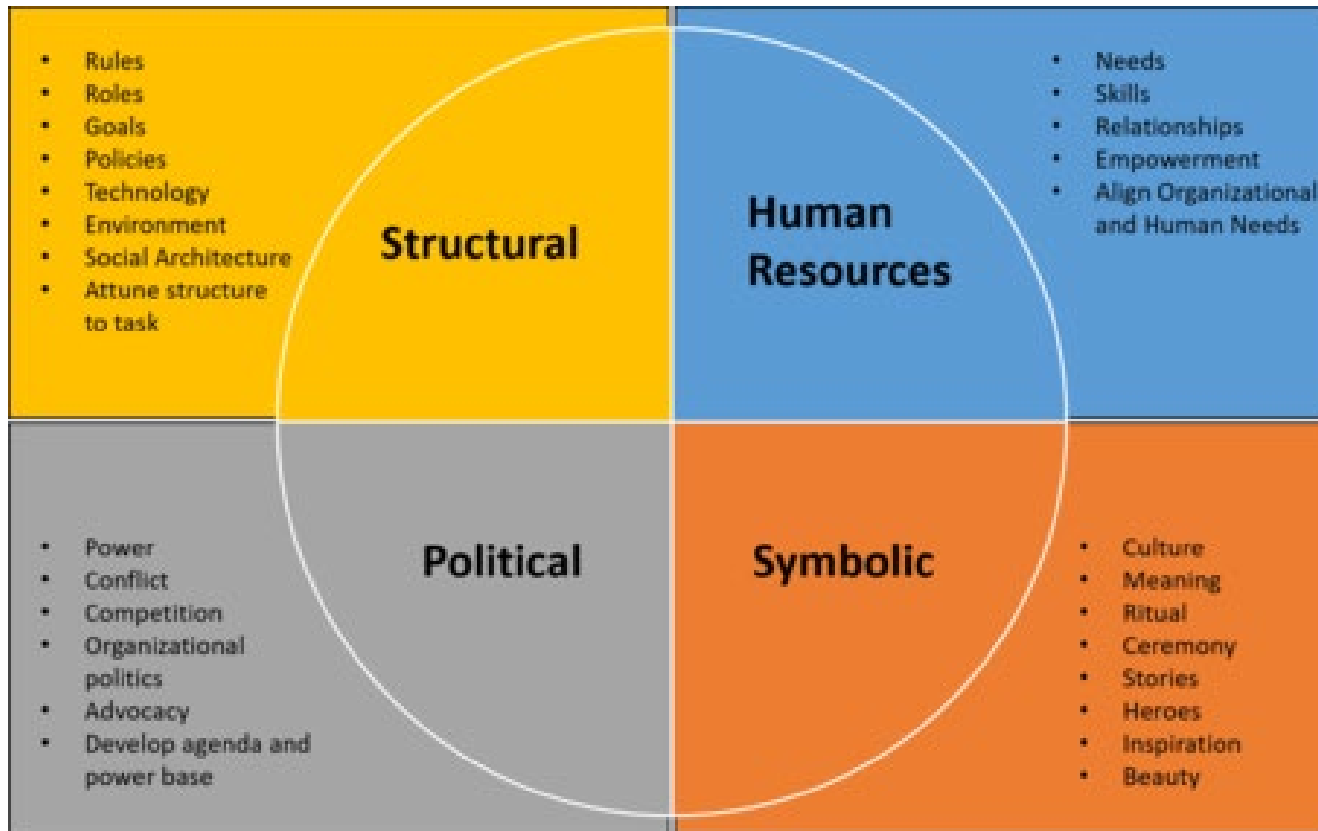 • Rules
• Roles
• Goals
• Policies
• Technology
• Environment
• Social Architecture
• Attune structure
to task
Structural
Human
Resources
• Needs
• Skills
• Relationships
• Empowerment
• Align Organizational
and Human Needs
• Power
• Conflict
• Competition
• Organizational
politics
• Advocacy
• Develop agenda and
power base
Political
Symbolic
• Culture
• Meaning
• Ritual
• Ceremony
• Stories
• Heroes
• Inspiration
• Beauty